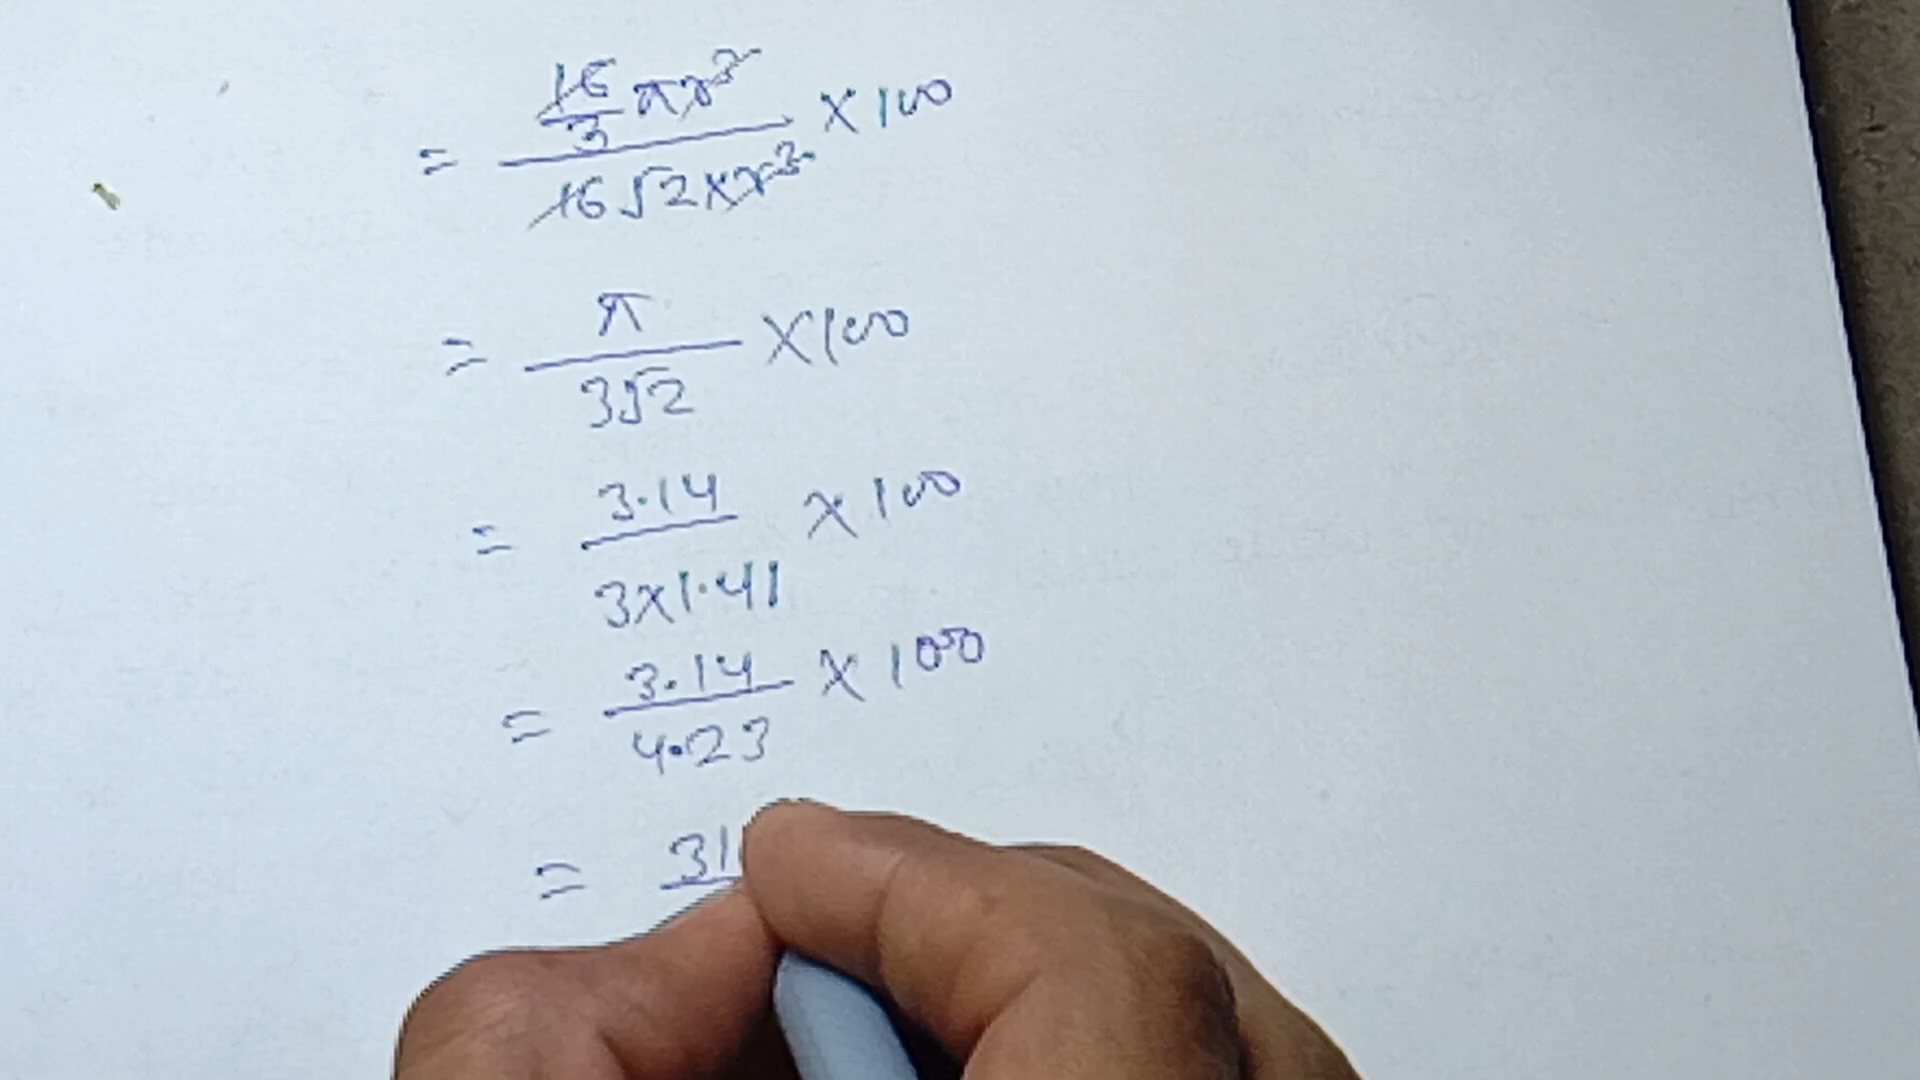 = 16/3 πr³ / 16√2×r³ ×100
= π / 3√2 ×100
= 3.14 / 3×1.41 ×100
= 3.14 / 4.23 ×100
= 31